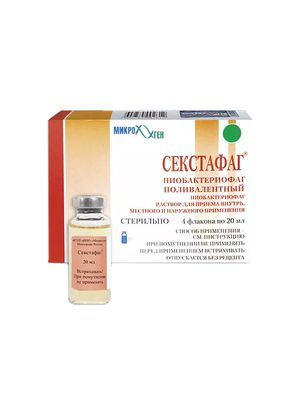 МИКРОГЕН
СЕКСТАФАГ®
ПИОБАКТЕРИОФАГ
ПОЛИВАЛЕНТНЫЙ
ПИОБАКТЕРИОФАГ
РАСТВОР ДЛЯ ПРИЕМА ВНУТРЬ,
МЕСТНОГО И НАРУЖНОГО ПРИМЕНЕНИЯ
СТЕРИЛЬНО 4 флакона по 20 мл
СПОСОБ ПРИМЕНЕНИЯ -
СМ. ИНСТРУКЦИЮ
ПРИ ПОМУТНЕНИИ НЕ ПРИМЕНЯТЬ
ПЕРЕД ПРИМЕНЕНИЕМ ВСТРЯХИВАТЬ
ОТПУСКАЕТСЯ БЕЗ РЕЦЕПТА
Секстафаг®
20 мл
Встряхивать!
При помутнении
не применять